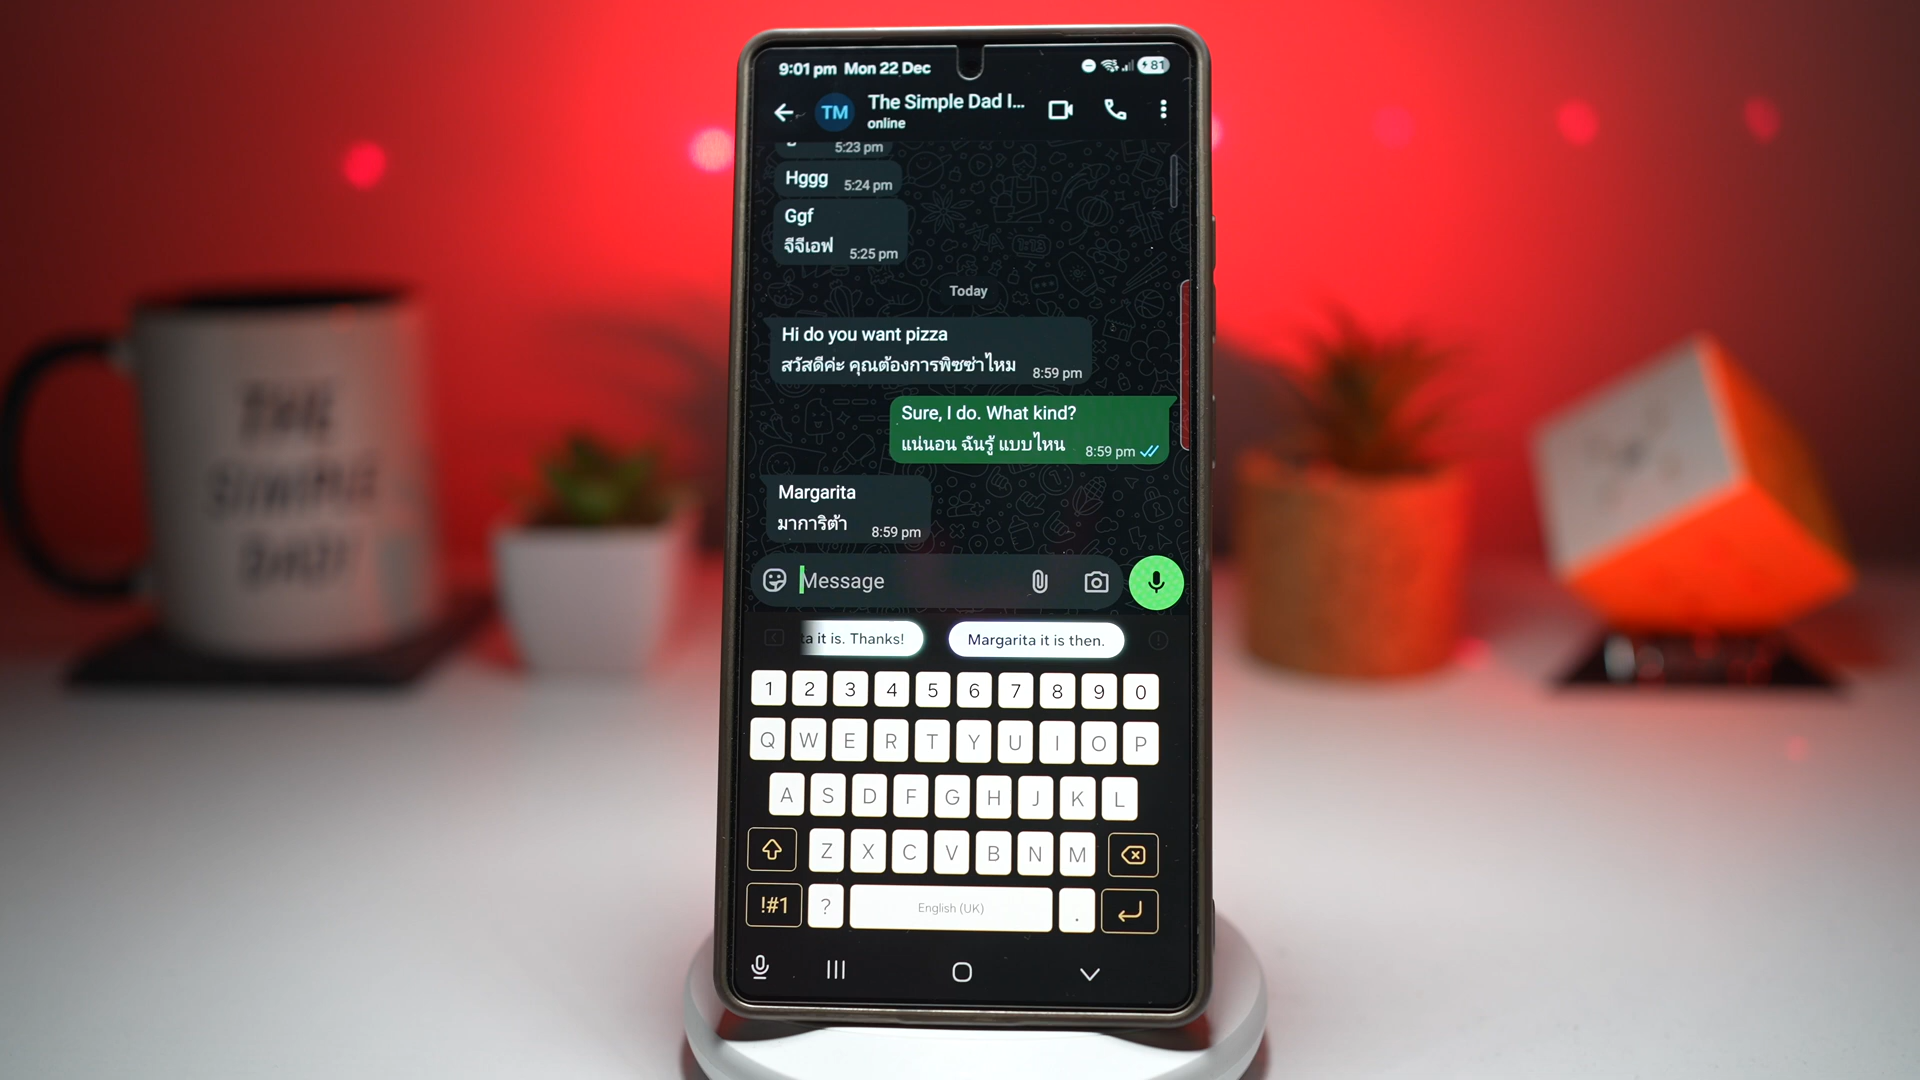 9:01 pm Mon 22 Dec
81
TM
The Simple Dad I...
online
5:23 pm
Hggg 5:24 pm
Ggf
จีจีเอฟ 5:25 pm
Today
Hi do you want pizza
สวัสดีค่ะ คุณต้องการพิซซ่าไหม 8:59 pm
Sure, I do. What kind?
แน่นอน ฉันรู้ แบบไหน 8:59 pm
Margarita
มาการิต้า 8:59 pm
Message
ta it is. Thanks!
Margarita it is then.
1 2 3 4 5 6 7 8 9 0
Q W E R T Y U I O P
A S D F G H J K L
Z X C V B N M
!#1 ? English (UK) .
THE
SIMPLE
DAD